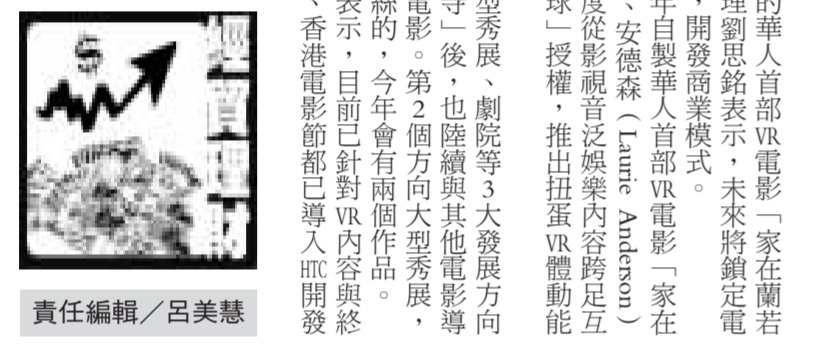 的華人首部VR電影「家在蘭若
理劉思銘表示，未來將鎖定電
，開發商業模式。
年自製華人首部VR電影「家在
、安德森（Laurie Anderson）
度從影視音泛娛樂內容跨足互
球」授權，推出扭蛋VR體動能
型秀展、劇院等3大發展方向
寺」後，也陸續與其他電影導
電影。第2個方向大型秀展，
絲的，今年會有兩個作品。
表示，目前已針對VR內容與終
、香港電影節都已導入HTC開發
責任編輯／呂美慧